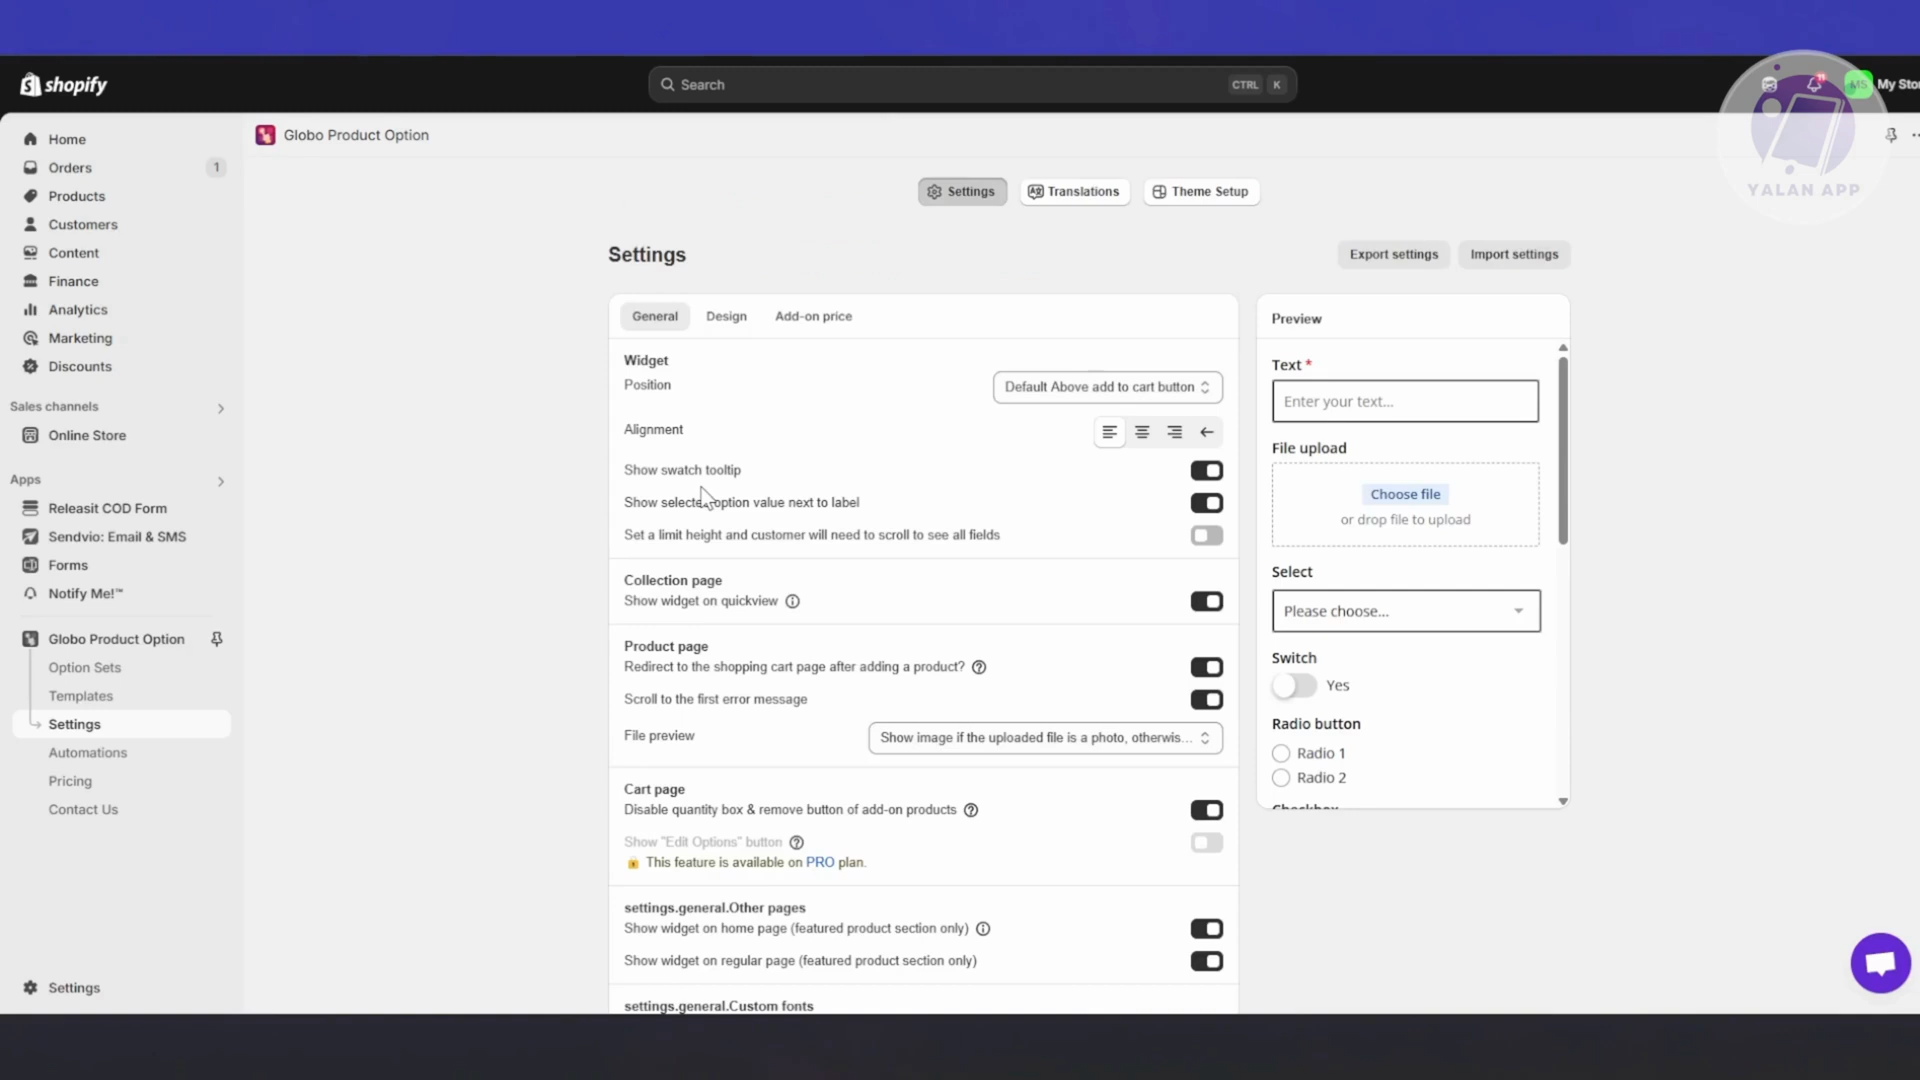 shopify
Search
CTRL K
11
MS
My Sto
YALAN APP
Home
Orders
1
Products
Customers
Content
Finance
Analytics
Marketing
Discounts
Sales channels
Online Store
Apps
Releasit COD Form
Sendvio: Email & SMS
Forms
Notify Me!™
Globo Product Option
Option Sets
Templates
Settings
Automations
Pricing
Contact Us
Settings
Globo Product Option
Settings
Translations
Theme Setup
Settings
Export settings
Import settings
General
Design
Add-on price
Widget
Position
Default Above add to cart button
Alignment
Show swatch tooltip
Show selected option value next to label
Set a limit height and customer will need to scroll to see all fields
Collection page
Show widget on quickview
Product page
Redirect to the shopping cart page after adding a product?
Scroll to the first error message
File preview
Show image if the uploaded file is a photo, otherwis...
Cart page
Disable quantity box & remove button of add-on products
Show "Edit Options" button
This feature is available on PRO plan.
settings.general.Other pages
Show widget on home page (featured product section only)
Show widget on regular page (featured product section only)
settings.general.Custom fonts
Preview
Text *
Enter your text...
File upload
Choose file
or drop file to upload
Select
Please choose...
Switch
Yes
Radio button
Radio 1
Radio 2
Checkbox